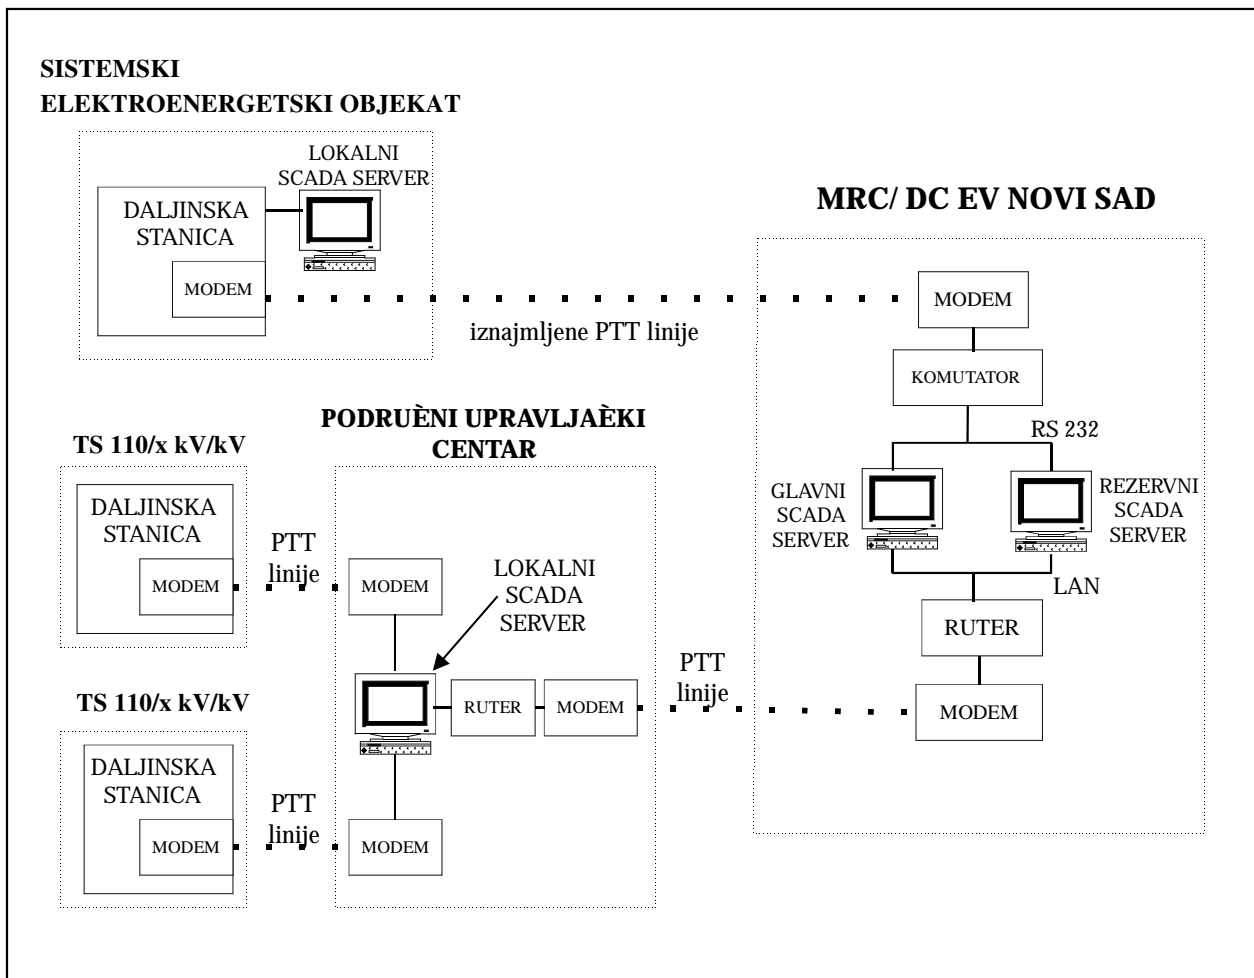 SISTEMSKI
ELEKTROENERGETSKI OBJEKAT
LOKALNI
SCADA SERVER
DALJINSKA
STANICA
MODEM
iznajmljene PTT linije
MRC/ DC EV NOVI SAD
MODEM
KOMUTATOR
RS 232
GLAVNI
SCADA
SERVER
REZERVNI
SCADA
SERVER
LAN
RUTER
MODEM
PODRUÈNI UPRAVLJAÈKI
CENTAR
TS 110/x kV/kV
DALJINSKA
STANICA
MODEM
PTT
linije
MODEM
LOKALNI
SCADA
SERVER
RUTER
MODEM
PTT
linije
TS 110/x kV/kV
DALJINSKA
STANICA
MODEM
PTT
linije
MODEM